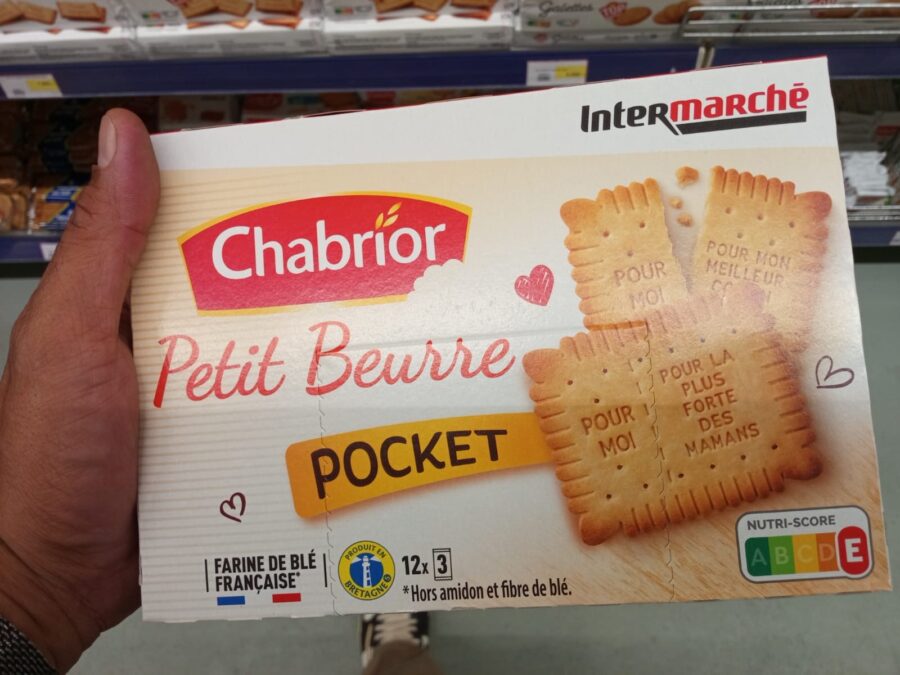 Galettes
Intermarché
Chabrior
Petit Beurre
POCKET
POUR
MOI
POUR MON
MEILLEUR
POUR
MOI
POUR LA
PLUS
FORTE
DES
MAMANS
FARINE DE BLÉ
FRANÇAISE*
PRODUIT EN
BRETAGNE
12x 3
*Hors amidon et fibre de blé.
NUTRI-SCORE
A B C D E